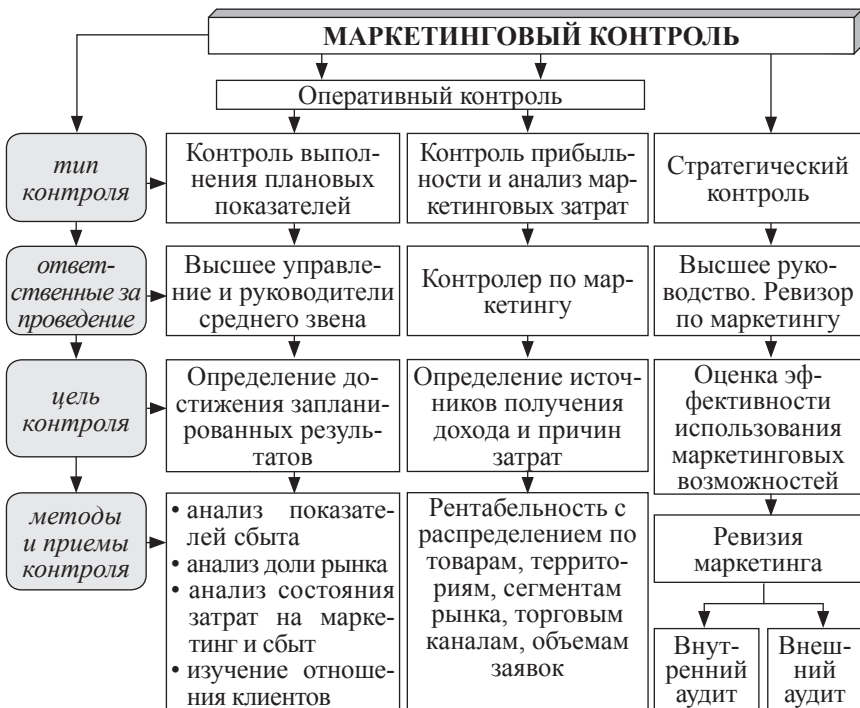 МАРКЕТИНГОВЫЙ КОНТРОЛЬ
Оперативный контроль
тип
контроля
Контроль выпол-
нения плановых
показателей
Контроль прибыль-
ности и анализ мар-
кетинговых затрат
Стратегический
контроль
ответ-
ственные за
проведение
Высшее управле-
ние и руководители
среднего звена
Контролер по мар-
кетингу
Высшее руко-
водство. Ревизор
по маркетингу
цель
контроля
Определение до-
стижения заплани-
рованных резуль-
татов
Определение источ-
ников получения
дохода и причин
затрат
Оценка эф-
фективности
использования
маркетинговых
возможностей
методы
и приемы
контроля
• анализ показате-
лей сбыта
• анализ доли рынка
• анализ состояния
затрат на марке-
тинг и сбыт
• изучение отноше-
ния клиентов
Рентабельность с
распределением по
товарам, террито-
риям, сегментам
рынка, торговым
каналам, объемам
заявок
Ревизия
маркетинга
Внут-
ренний
аудит
Внеш-
ний
аудит